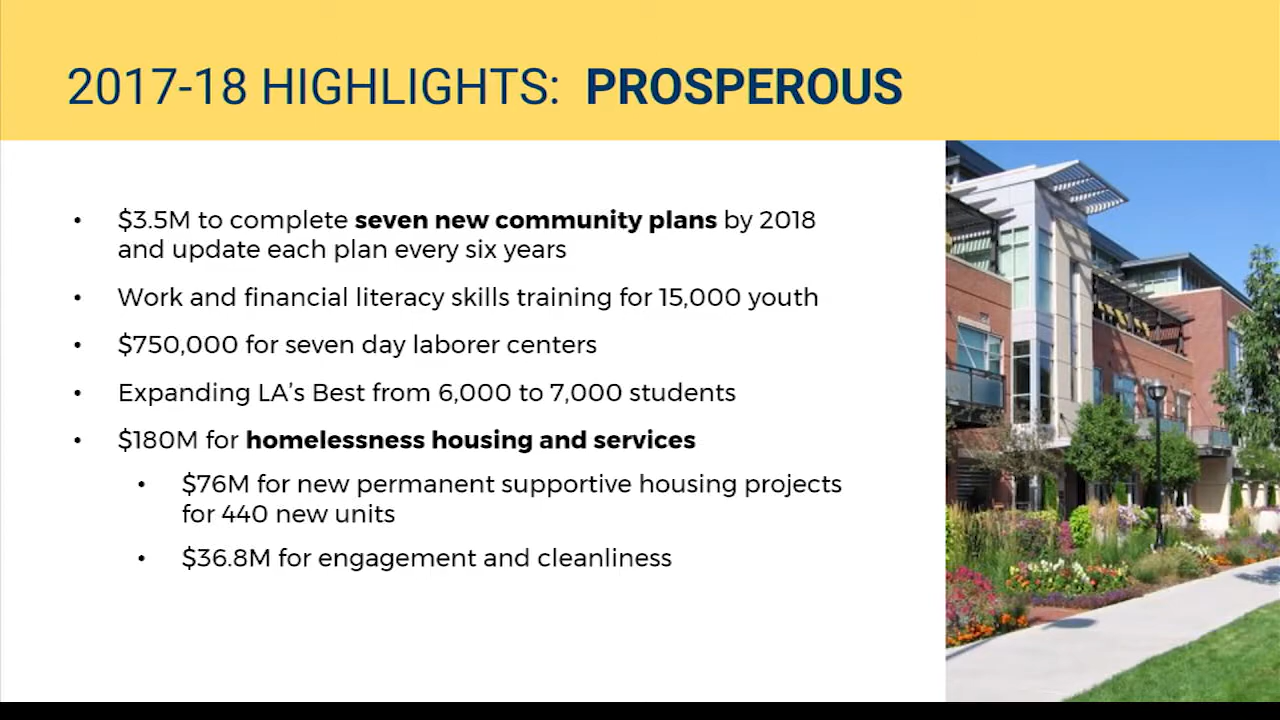 2017-18 HIGHLIGHTS: PROSPEROUS
• $3.5M to complete seven new community plans by 2018
and update each plan every six years
• Work and financial literacy skills training for 15,000 youth
• $750,000 for seven day laborer centers
• Expanding LA's Best from 6,000 to 7,000 students
• $180M for homelessness housing and services
• $76M for new permanent supportive housing projects
for 440 new units
• $36.8M for engagement and cleanliness